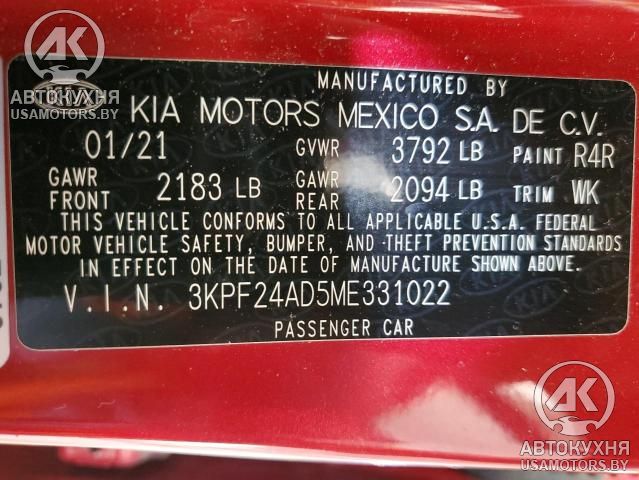 MANUFACTURED BY
KIA MOTORS MEXICO S.A. DE C.V.
01/21 GVWR 3792 LB PAINT R4R
GAWR FRONT 2183 LB GAWR REAR 2094 LB TRIM WK
THIS VEHICLE CONFORMS TO ALL APPLICABLE U.S.A. FEDERAL
MOTOR VEHICLE SAFETY, BUMPER, AND THEFT PREVENTION STANDARDS
IN EFFECT ON THE DATE OF MANUFACTURE SHOWN ABOVE.
V.I.N. 3KPF24AD5ME331022
PASSENGER CAR
АК
АВТОКУХНЯ
USAMOTORS.BY
АК
АВТОКУХНЯ
USAMOTORS.BY